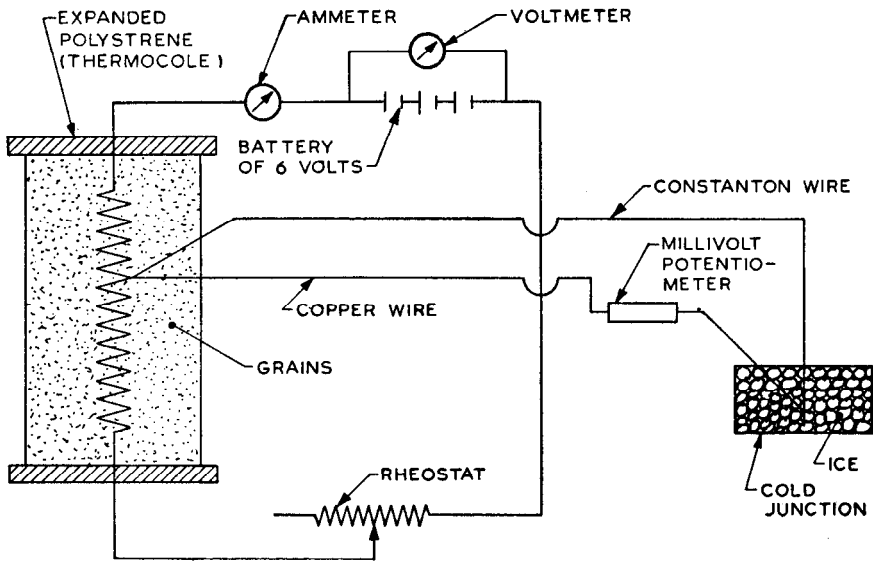 EXPANDED
POLYSTRENE
(THERMOCOLE)
AMMETER
VOLTMETER
BATTERY
OF 6 VOLTS
CONSTANTON WIRE
MILLIVOLT
POTENTIO-
METER
COPPER WIRE
GRAINS
RHEOSTAT
ICE
COLD
JUNCTION